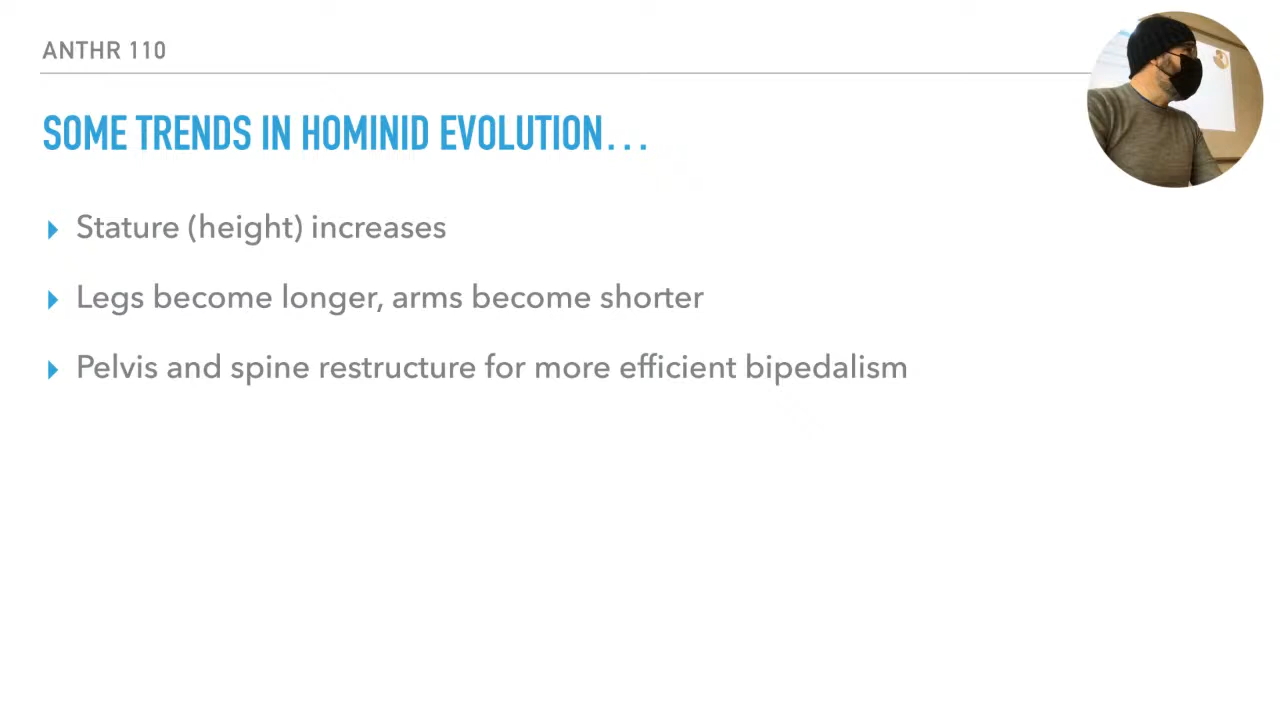 ANTHR 110
SOME TRENDS IN HOMINID EVOLUTION...
▸ Stature (height) increases
▸ Legs become longer, arms become shorter
▸ Pelvis and spine restructure for more efficient bipedalism